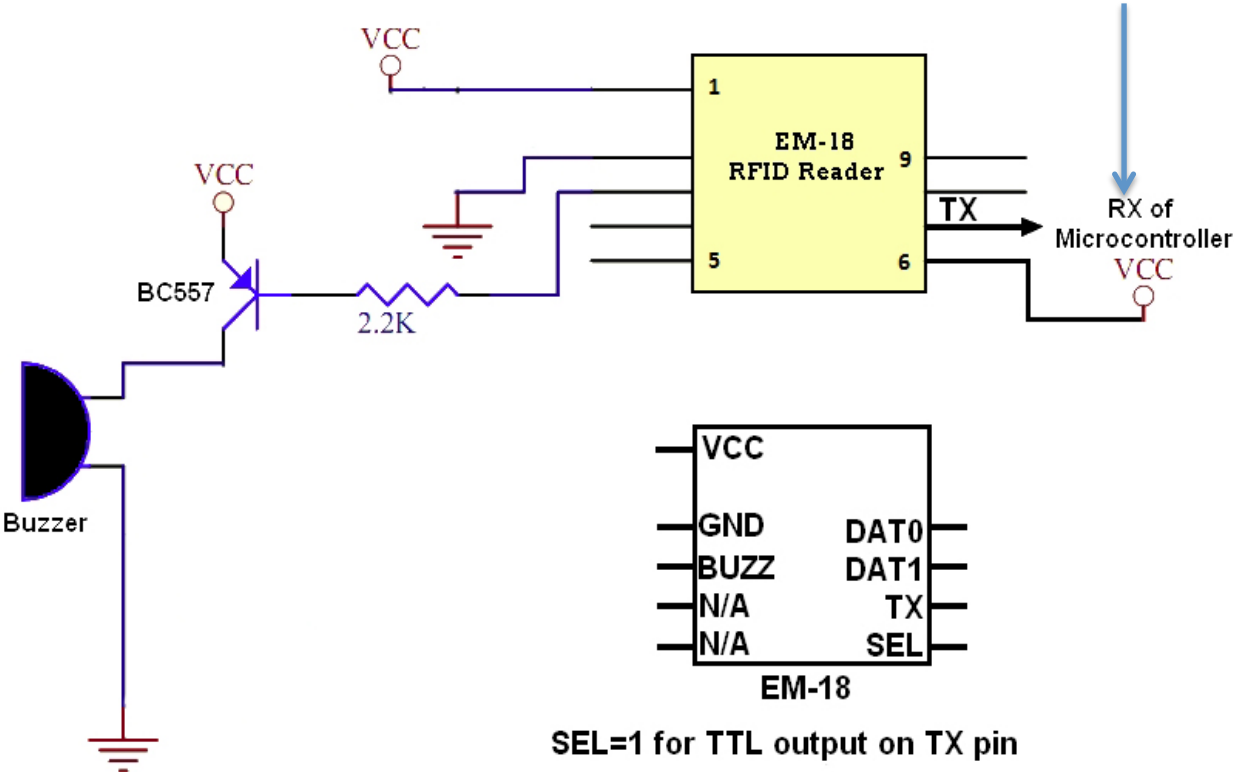 VCC
1
EM-18
RFID Reader
9
VCC
TX
RX of
Microcontroller
5
6
VCC
BC557
2.2K
Buzzer
VCC
GND
DAT0
BUZZ
DAT1
N/A
TX
N/A
SEL
EM-18
SEL=1 for TTL output on TX pin